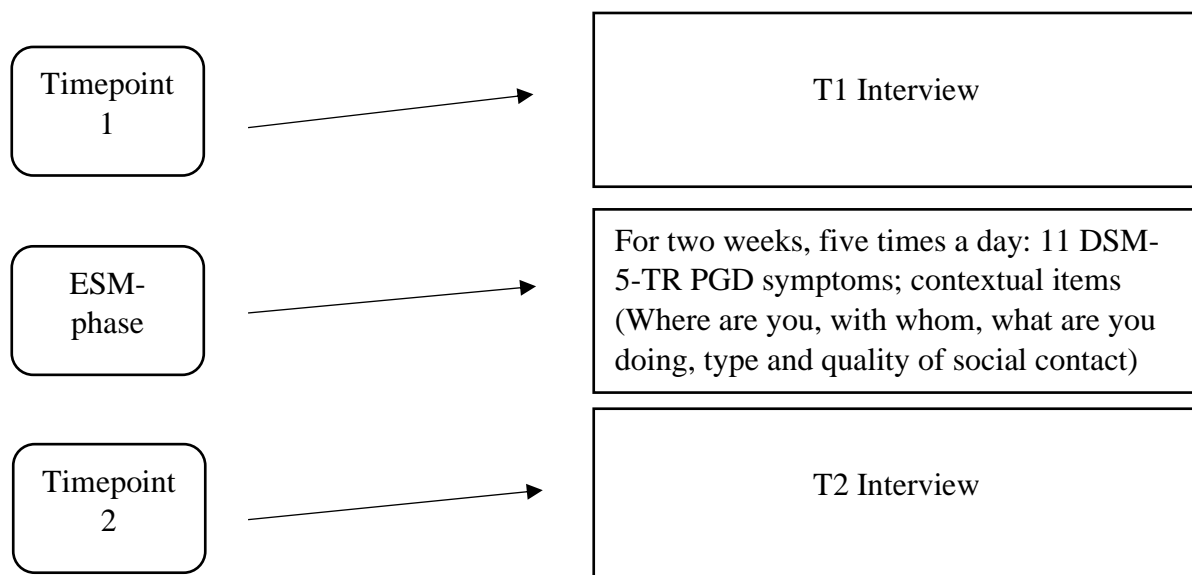 Timepoint
1
T1 Interview
ESM-
phase
For two weeks, five times a day: 11 DSM-
5-TR PGD symptoms; contextual items
(Where are you, with whom, what are you
doing, type and quality of social contact)
Timepoint
2
T2 Interview